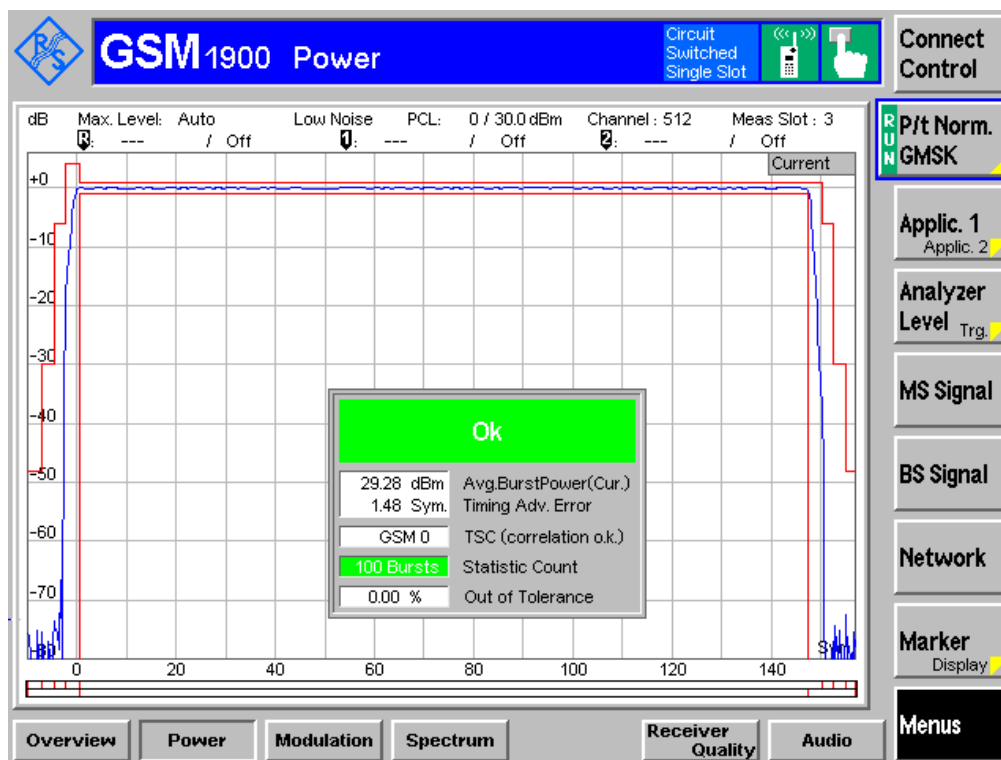 R&S
GSM 1900 Power
Circuit Switched Single Slot
Connect Control
dB Max. Level: Auto Low Noise PCL: 0 / 30.0 dBm Channel : 512 Meas Slot : 3
R: --- / Off 1: --- / Off 2: --- / Off
Current
RUN
P/t Norm. GMSK
Applic. 1
Applic. 2
Analyzer Level Trg.
MS Signal
BS Signal
Network
Marker
Display
Menus
+0
-10
-20
-30
-40
-50
-60
-70
-80
Ok
29.28 dBm Avg.BurstPower(Cur.)
1.48 Sym. Timing Adv. Error
GSM 0 TSC (correlation o.k.)
100 Bursts Statistic Count
0.00 % Out of Tolerance
0 20 40 60 80 100 120 140
Overview Power Modulation Spectrum Receiver Quality Audio